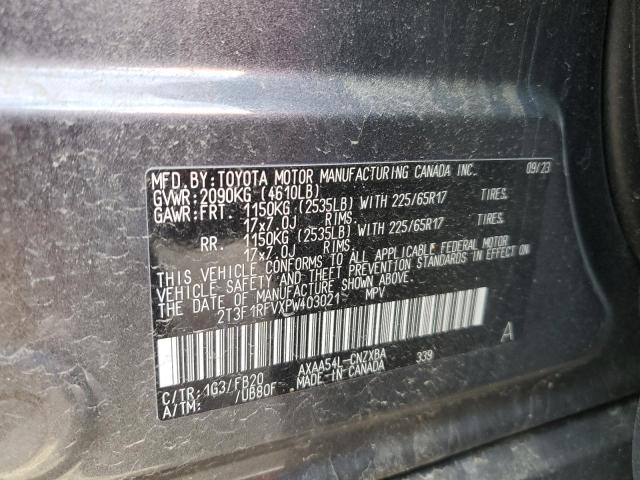 MFD.BY:TOYOTA MOTOR MANUFACTURING CANADA INC. 09/23
GVWR:2090KG (4610LB)
GAWR:FRT. 1150KG (2535LB) WITH 225/65R17 TIRES.
17x7.0J RIMS.
RR. 1150KG (2535LB) WITH 225/65R17 TIRES.
17x7.0J RIMS.
THIS VEHICLE CONFORMS TO ALL APPLICABLE FEDERAL MOTOR
VEHICLE SAFETY AND THEFT PREVENTION STANDARDS IN EFFECT ON
THE DATE OF MANUFACTURE SHOWN ABOVE.
2T3F1RFVXPW403021 MPV
A
C/TR:1G3/FB20 AXAA54L-CNZXBA 339
A/TM: /UB80F MADE IN CANADA